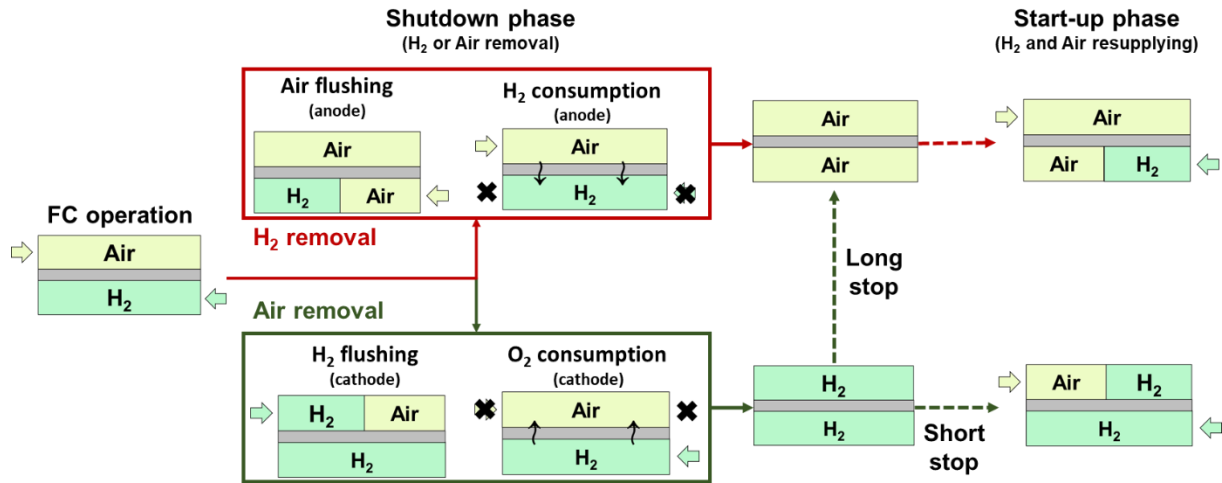 Shutdown phase
(H₂ or Air removal)
Start-up phase
(H₂ and Air resupplying)
Air flushing
(anode)
Air
H₂
Air
H₂ consumption
(anode)
Air
H₂
Air
Air
Air
Air
H₂
FC operation
Air
H₂
H₂ removal
Air removal
Long
stop
H₂ flushing
(cathode)
H₂
Air
H₂
O₂ consumption
(cathode)
Air
H₂
H₂
H₂
Short
stop
Air
H₂
H₂